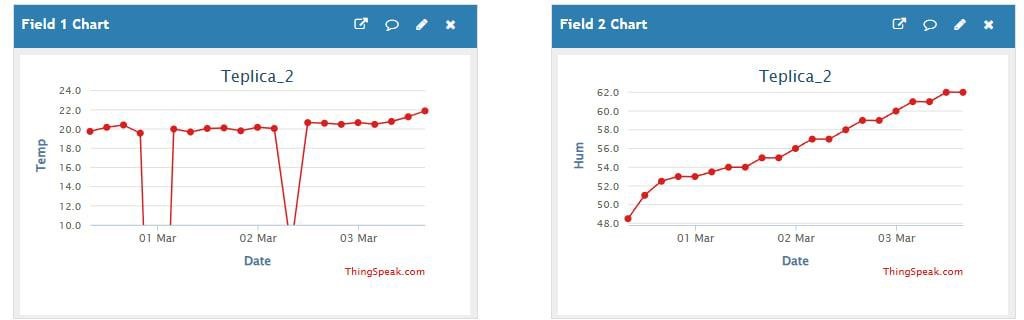 Field 1 Chart
Teplica_2
24.0
22.0
20.0
18.0
16.0
14.0
12.0
10.0
Temp
01 Mar 02 Mar 03 Mar
Date
ThingSpeak.com
Field 2 Chart
Teplica_2
62.0
60.0
58.0
56.0
54.0
52.0
50.0
48.0
Hum
01 Mar 02 Mar 03 Mar
Date
ThingSpeak.com